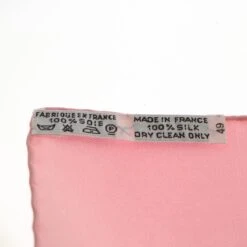 FABRIQUE EN FRANCE
100% SOIE
MADE IN FRANCE
100% SILK
DRY CLEAN ONLY
49